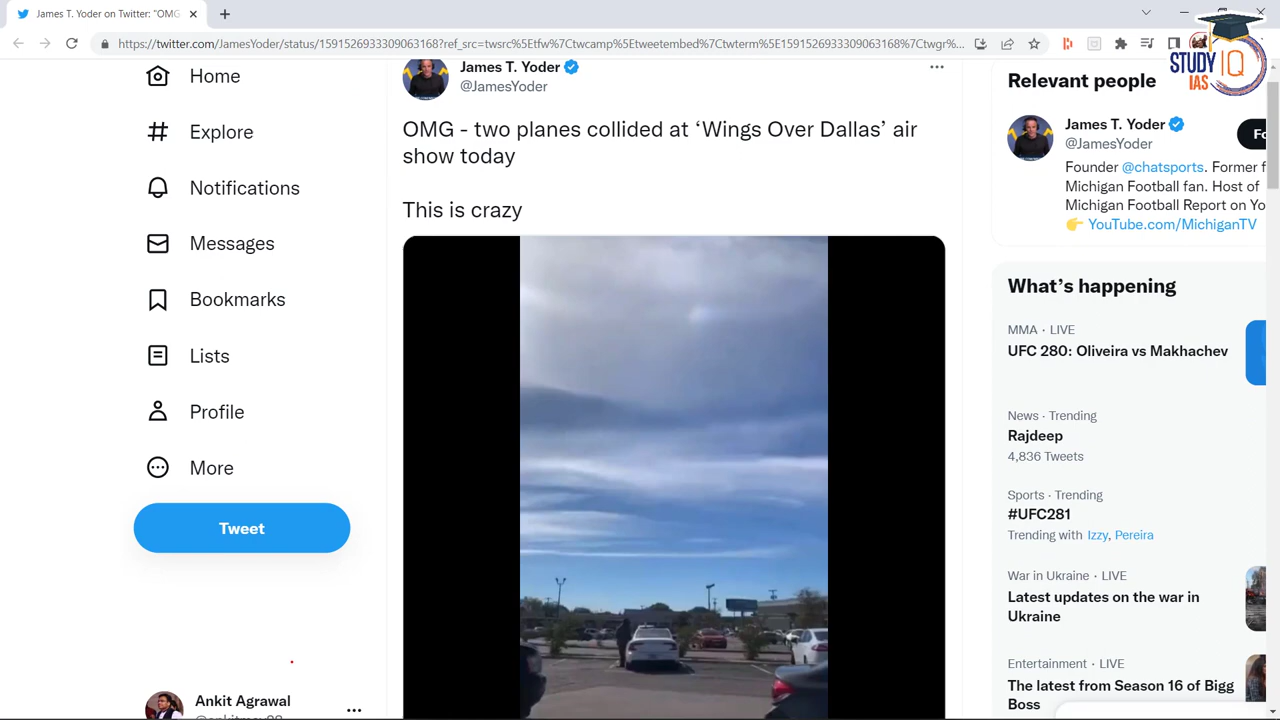 James T. Yoder on Twitter: "OMG
https://twitter.com/JamesYoder/status/1591526933309063168?ref_src=twsrc%5Etfw%7Ctwcamp%5Etweetembed%7Ctwterm%5E1591526933309063168%7Ctwgr%...
STUDY IQ
IAS
Home
Explore
Notifications
Messages
Bookmarks
Lists
Profile
More
Tweet
Ankit Agrawal
James T. Yoder
@JamesYoder
OMG - two planes collided at ‘Wings Over Dallas’ air
show today
This is crazy
Relevant people
James T. Yoder
@JamesYoder
Fo
Founder @chatsports. Former f
Michigan Football fan. Host of
Michigan Football Report on Yo
👉 YouTube.com/MichiganTV
What’s happening
MMA · LIVE
UFC 280: Oliveira vs Makhachev
News · Trending
Rajdeep
4,836 Tweets
Sports · Trending
#UFC281
Trending with Izzy, Pereira
War in Ukraine · LIVE
Latest updates on the war in
Ukraine
Entertainment · LIVE
The latest from Season 16 of Bigg
Boss